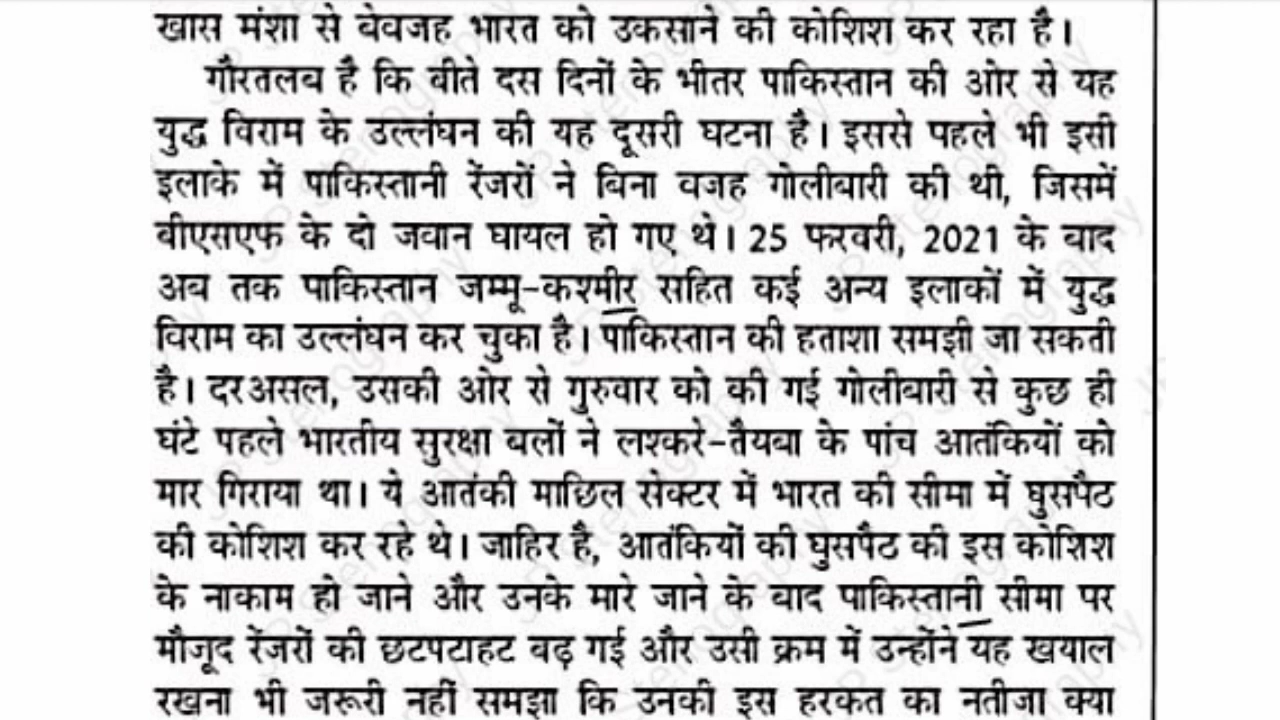 खास मंशा से बेवजह भारत को उकसाने की कोशिश कर रहा है।
गौरतलब है कि बीते दस दिनों के भीतर पाकिस्तान की ओर से यह
युद्ध विराम के उल्लंघन की यह दूसरी घटना है। इससे पहले भी इसी
इलाके में पाकिस्तानी रेंजरों ने बिना वजह गोलीबारी की थी, जिसमें
बीएसएफ के दो जवान घायल हो गए थे। 25 फरवरी, 2021 के बाद
अब तक पाकिस्तान जम्मू-कश्मीर सहित कई अन्य इलाकों में युद्ध
विराम का उल्लंघन कर चुका है। पाकिस्तान की हताशा समझी जा सकती
है। दरअसल, उसकी ओर से गुरुवार को की गई गोलीबारी से कुछ ही
घंटे पहले भारतीय सुरक्षा बलों ने लश्करे-तैयबा के पांच आतंकियों को
मार गिराया था। ये आतंकी माछिल सेक्टर में भारत की सीमा में घुसपैठ
की कोशिश कर रहे थे। जाहिर है, आतंकियों की घुसपैठ की इस कोशिश
के नाकाम हो जाने और उनके मारे जाने के बाद पाकिस्तानी सीमा पर
मौजूद रेंजरों की छटपटाहट बढ़ गई और उसी क्रम में उन्होंने यह खयाल
रखना भी जरूरी नहीं समझा कि उनकी इस हरकत का नतीजा क्या